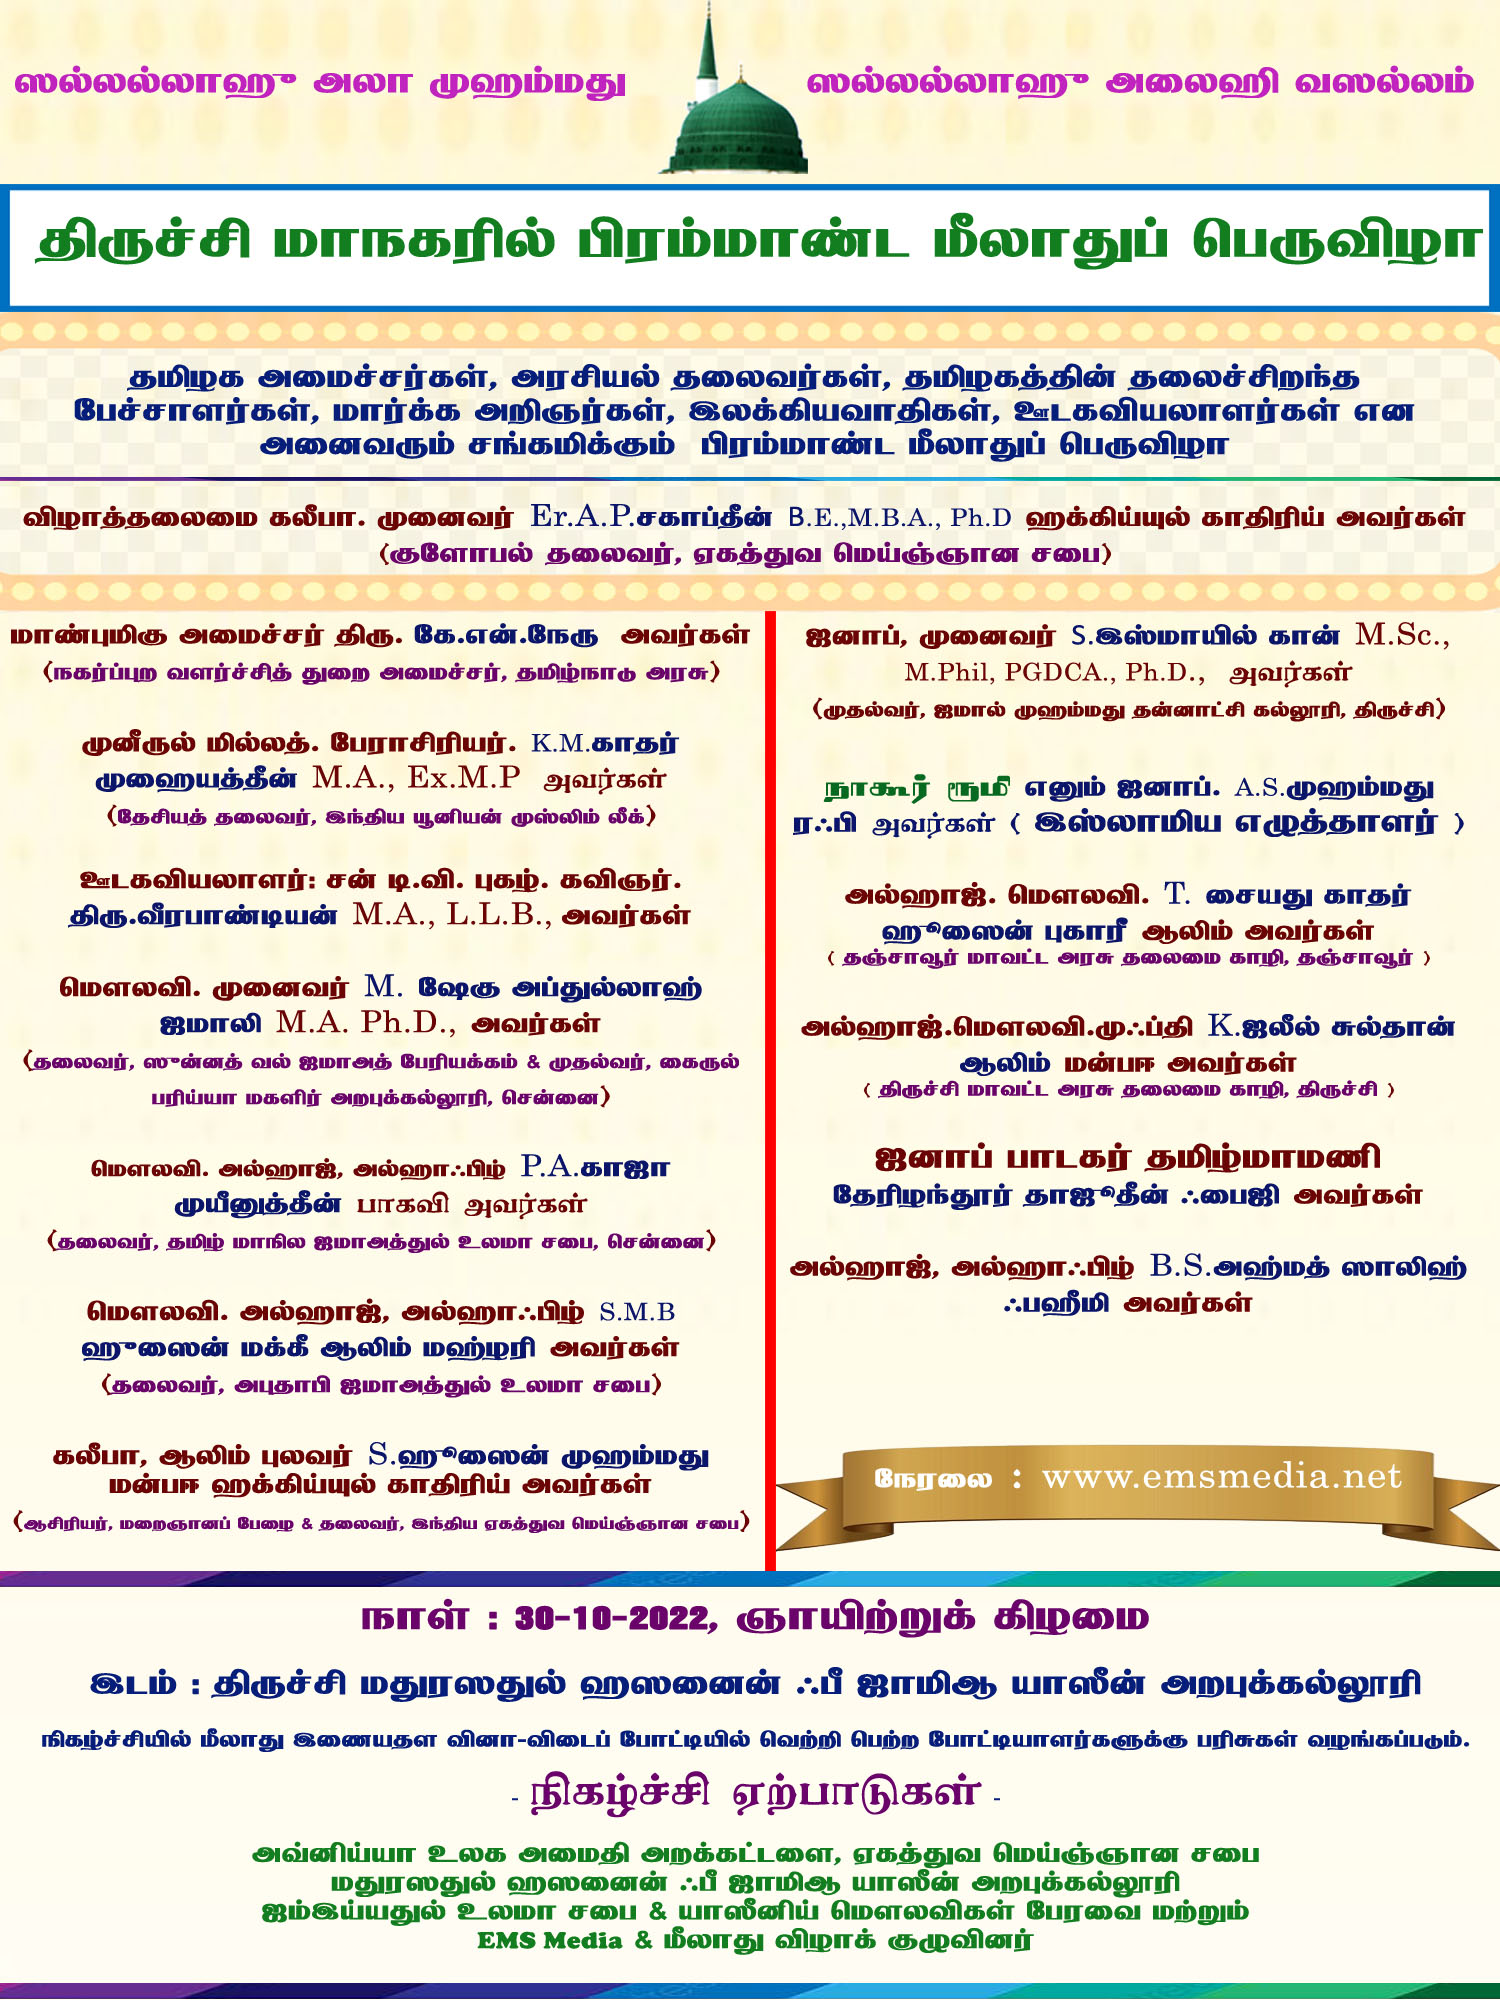 ஸல்லல்லாஹு அலா முஹம்மது
ஸல்லல்லாஹு அலைஹி வஸல்லம்
திருச்சி மாநகரில் பிரம்மாண்ட மீலாதுப் பெருவிழா
தமிழக அமைச்சர்கள், அரசியல் தலைவர்கள், தமிழகத்தின் தலைச்சிறந்த
பேச்சாளர்கள், மார்க்க அறிஞர்கள், இலக்கியவாதிகள், ஊடகவியலாளர்கள் என
அனைவரும் சங்கமிக்கும் பிரம்மாண்ட மீலாதுப் பெருவிழா
விழாத்தலைமை கலீபா. முனைவர் Er.A.P.சகாப்தீன் B.E.,M.B.A., Ph.D ஹக்கிய்யுல் காதிரிய் அவர்கள்
(குளோபல் தலைவர், ஏகத்துவ மெய்ஞ்ஞான சபை)
மாண்புமிகு அமைச்சர் திரு. கே.என்.நேரு அவர்கள்
(நகர்ப்புற வளர்ச்சித் துறை அமைச்சர், தமிழ்நாடு அரசு)
முனீருல் மில்லத். பேராசிரியர். K.M.காதர்
முஹையத்தீன் M.A., Ex.M.P அவர்கள்
(தேசியத் தலைவர், இந்திய யூனியன் முஸ்லிம் லீக்)
ஊடகவியலாளர்: சன் டி.வி. புகழ். கவிஞர்.
திரு.வீரபாண்டியன் M.A., L.L.B., அவர்கள்
மௌலவி. முனைவர் M. ஷேகு அப்துல்லாஹ்
ஜமாலி M.A. Ph.D., அவர்கள்
(தலைவர், ஸுன்னத் வல் ஜமாஅத் பேரியக்கம் & முதல்வர், கைருல்
பரிய்யா மகளிர் அறபுக்கல்லூரி, சென்னை)
மௌலவி. அல்ஹாஜ், அல்ஹாஃபிழ் P.A.காஜா
முயீனுத்தீன் பாகவி அவர்கள்
(தலைவர், தமிழ் மாநில ஜமாஅத்துல் உலமா சபை, சென்னை)
மௌலவி. அல்ஹாஜ், அல்ஹாஃபிழ் S.M.B
ஹுஸைன் மக்கீ ஆலிம் மஹ்ழரி அவர்கள்
(தலைவர், அபுதாபி ஜமாஅத்துல் உலமா சபை)
கலீபா, ஆலிம் புலவர் S.ஹூஸைன் முஹம்மது
மன்பஈ ஹக்கிய்யுல் காதிரிய் அவர்கள்
(ஆசிரியர், மறைஞானப் பேழை & தலைவர், இந்திய ஏகத்துவ மெய்ஞ்ஞான சபை)
ஜனாப், முனைவர் S.இஸ்மாயில் கான் M.Sc.,
M.Phil, PGDCA., Ph.D., அவர்கள்
(முதல்வர், ஜமால் முஹம்மது தன்னாட்சி கல்லூரி, திருச்சி)
நாகூர் ரூமி எனும் ஜனாப். A.S.முஹம்மது
ரஃபி அவர்கள் ( இஸ்லாமிய எழுத்தாளர் )
அல்ஹாஜ். மௌலவி. T. சையது காதர்
ஹூஸைன் புகாரீ ஆலிம் அவர்கள்
( தஞ்சாவூர் மாவட்ட அரசு தலைமை காழி, தஞ்சாவூர் )
அல்ஹாஜ்.மௌலவி.முஃப்தி K.ஜலீல் சுல்தான்
ஆலிம் மன்பஈ அவர்கள்
( திருச்சி மாவட்ட அரசு தலைமை காழி, திருச்சி )
ஜனாப் பாடகர் தமிழ்மாமணி
தேரிழந்தூர் தாஜூதீன் ஃபைஜி அவர்கள்
அல்ஹாஜ், அல்ஹாஃபிழ் B.S.அஹ்மத் ஸாலிஹ்
ஃபஹீமி அவர்கள்
நேரலை : www.emsmedia.net
நாள் : 30-10-2022, ஞாயிற்றுக் கிழமை
இடம் : திருச்சி மதுரஸதுல் ஹஸனைன் ஃபீ ஜாமிஆ யாஸீன் அறபுக்கல்லூரி
நிகழ்ச்சியில் மீலாது இணையதள வினா-விடைப் போட்டியில் வெற்றி பெற்ற போட்டியாளர்களுக்கு பரிசுகள் வழங்கப்படும்.
- நிகழ்ச்சி ஏற்பாடுகள் -
அவ்னிய்யா உலக அமைதி அறக்கட்டளை, ஏகத்துவ மெய்ஞ்ஞான சபை
மதுரஸதுல் ஹஸனைன் ஃபீ ஜாமிஆ யாஸீன் அறபுக்கல்லூரி
ஐம்இய்யதுல் உலமா சபை & யாஸீனிய் மௌலவிகள் பேரவை மற்றும்
EMS Media & மீலாது விழாக் குழுவினர்